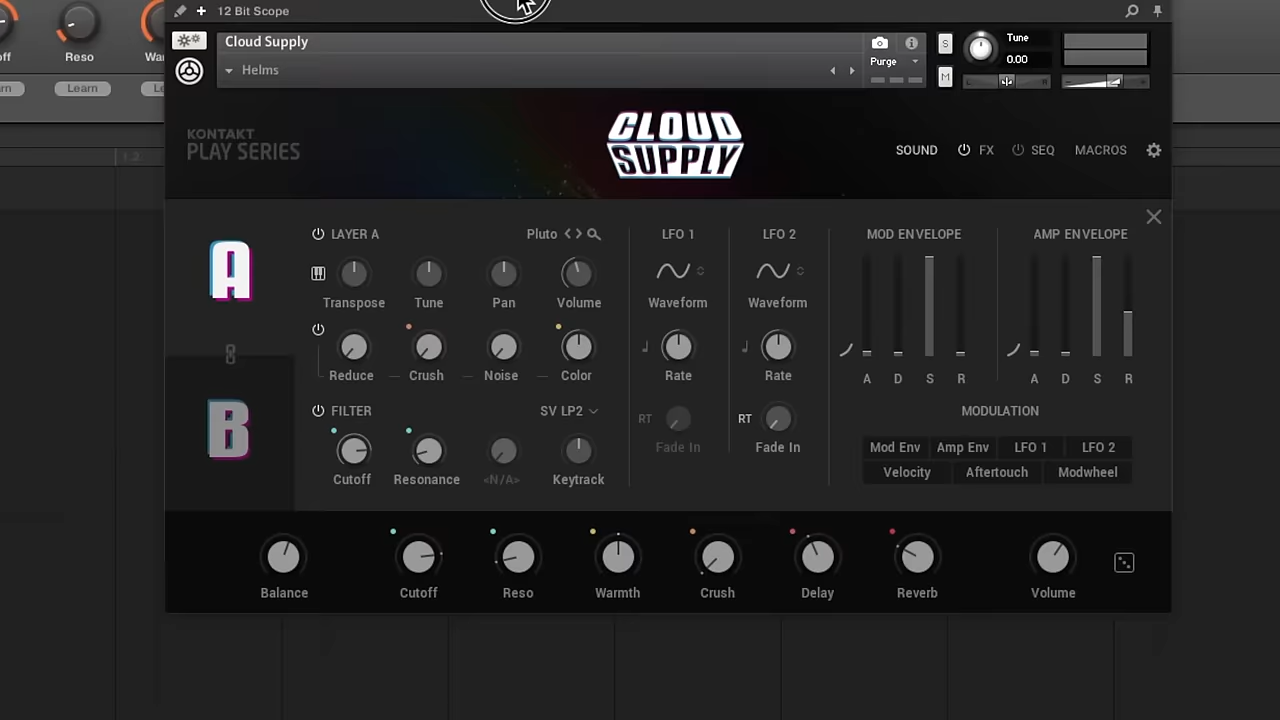 12 Bit Scope
ff
Reso
Wa
Learn
Le
Cloud Supply
Helms
Purge
S
M
Tune
0.00
L
R
1.2.
KONTAKT
PLAY SERIES
CLOUD
SUPPLY
SOUND
FX
SEQ
MACROS
A
B
LAYER A
Pluto
Transpose
Tune
Pan
Volume
Reduce
Crush
Noise
Color
FILTER
SV LP2
Cutoff
Resonance
<N/A>
Keytrack
LFO 1
Waveform
Rate
RT
Fade In
LFO 2
Waveform
Rate
RT
Fade In
MOD ENVELOPE
A D S R
AMP ENVELOPE
A D S R
MODULATION
Mod Env
Amp Env
LFO 1
LFO 2
Velocity
Aftertouch
Modwheel
Balance
Cutoff
Reso
Warmth
Crush
Delay
Reverb
Volume